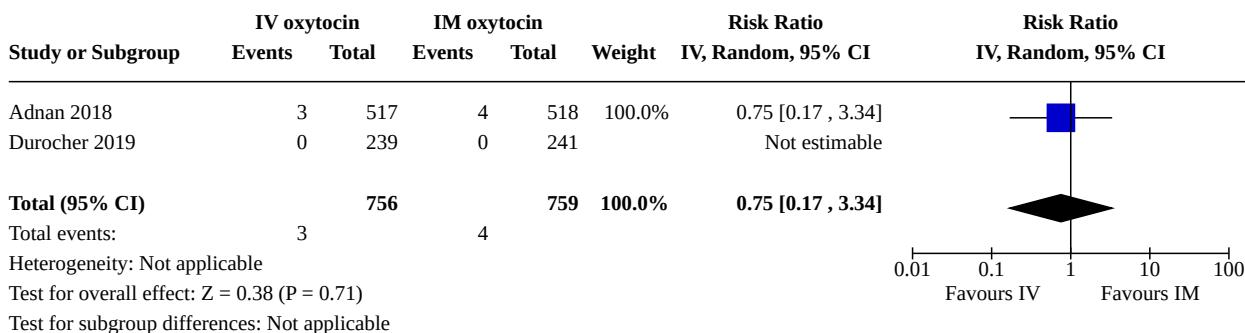 IV oxytocin IM oxytocin Risk Ratio Risk Ratio
Study or Subgroup Events Total Events Total Weight IV, Random, 95% CI IV, Random, 95% CI
Adnan 2018 3 517 4 518 100.0% 0.75 [0.17 , 3.34]
Durocher 2019 0 239 0 241 Not estimable
Total (95% CI) 756 759 100.0% 0.75 [0.17 , 3.34]
Total events: 3 4
Heterogeneity: Not applicable
0.01 0.1 1 10 100
Test for overall effect: Z = 0.38 (P = 0.71)
Favours IV Favours IM
Test for subgroup differences: Not applicable